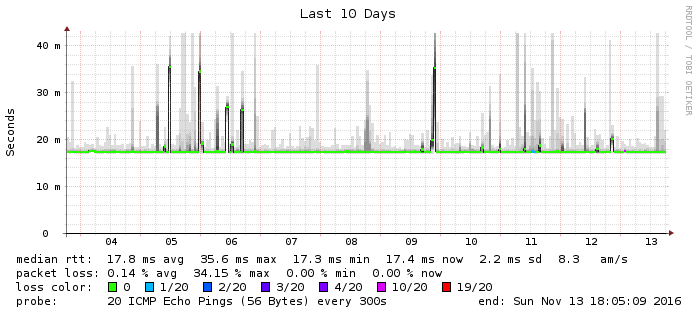 Last 10 Days
RRDTOOL / TOBI OETIKER
Seconds
40 m
30 m
20 m
10 m
0
04 05 06 07 08 09 10 11 12 13
median rtt: 17.8 ms avg 35.6 ms max 17.3 ms min 17.4 ms now 2.2 ms sd 8.3 am/s
packet loss: 0.14 % avg 34.15 % max 0.00 % min 0.00 % now
loss color: 0 1/20 2/20 3/20 4/20 10/20 19/20
probe: 20 ICMP Echo Pings (56 Bytes) every 300s end: Sun Nov 13 18:05:09 2016